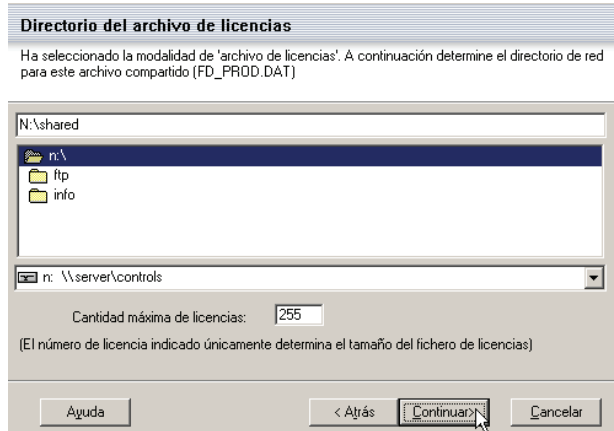 Directorio del archivo de licencias
Ha seleccionado la modalidad de 'archivo de licencias'. A continuación determine el directorio de red
para este archivo compartido (FD_PROD.DAT)
N:\shared
n:\
ftp
info
n: \\server\controls
Cantidad máxima de licencias: 255
(El número de licencia indicado únicamente determina el tamaño del fichero de licencias)
Ayuda < Atrás Continuar> Cancelar